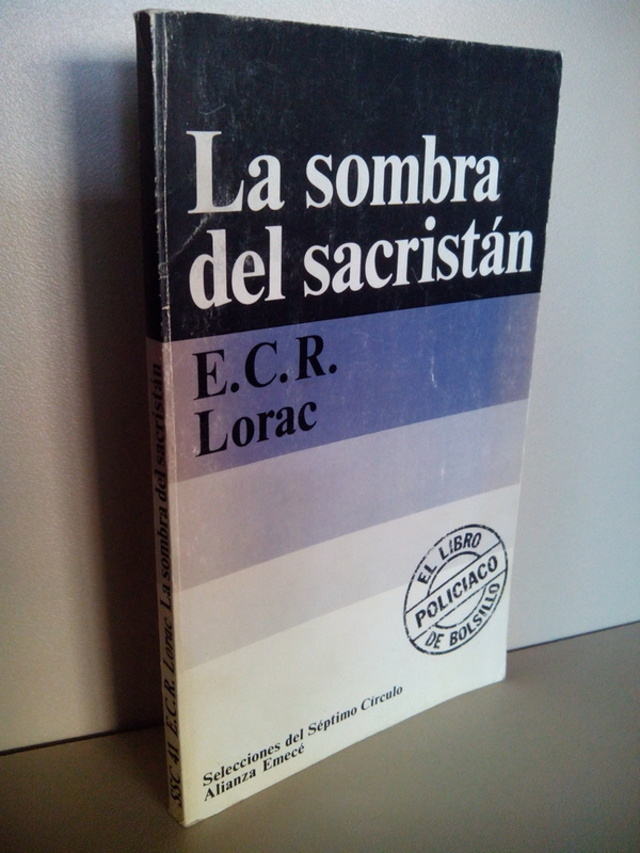 La sombra
del sacristán
E.C.R.
Lorac
EL LIBRO
POLICIACO
DE BOLSILLO
Selecciones del Séptimo Círculo
Alianza Emecé
SSC 41 E.C.R. Lorac La sombra del sacristán